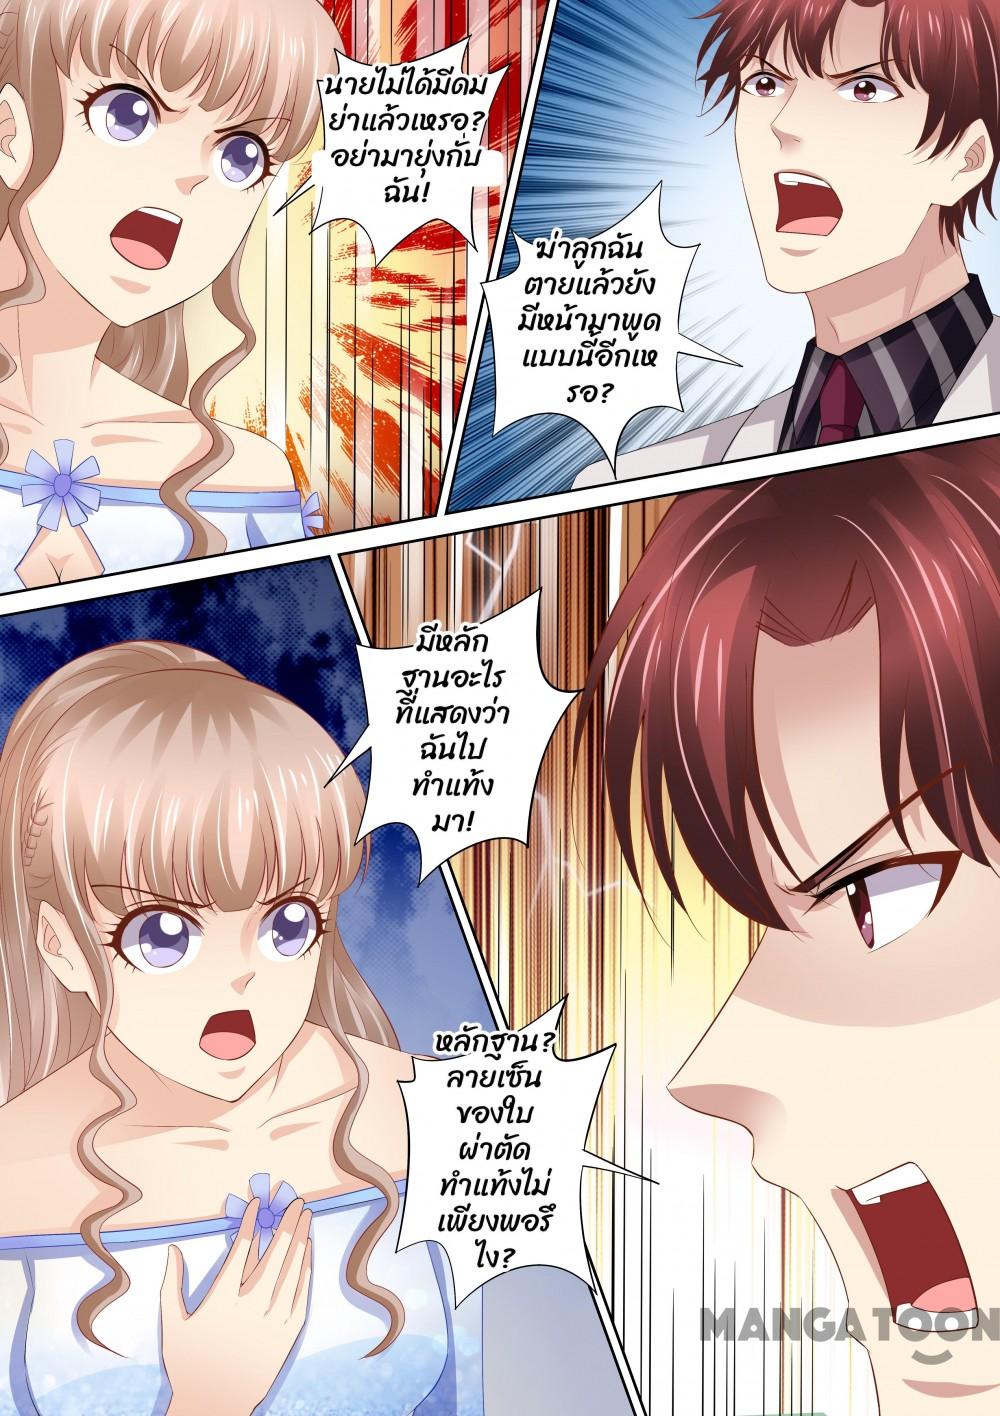 นายไม่ได้มีดม
ย่าแล้วเหรอ?
อย่ามายุ่งกั่บ
ฉัน!
ฆ่าลูกฉัน
ตายแล้วยัง
มีหน้ามาพูด
แบบนี้อีกเห
รอ?
มีหลัก
ฐานอะไร
ที่แสดงว่า
ฉันไป
ทำแท้ง
มา!
หลักฐาน?
ลายเซ็น
ของใบ
ผ่าตัด
ทำแท้งไม่
เพียงพอรึ
ไง?
MANGATOON